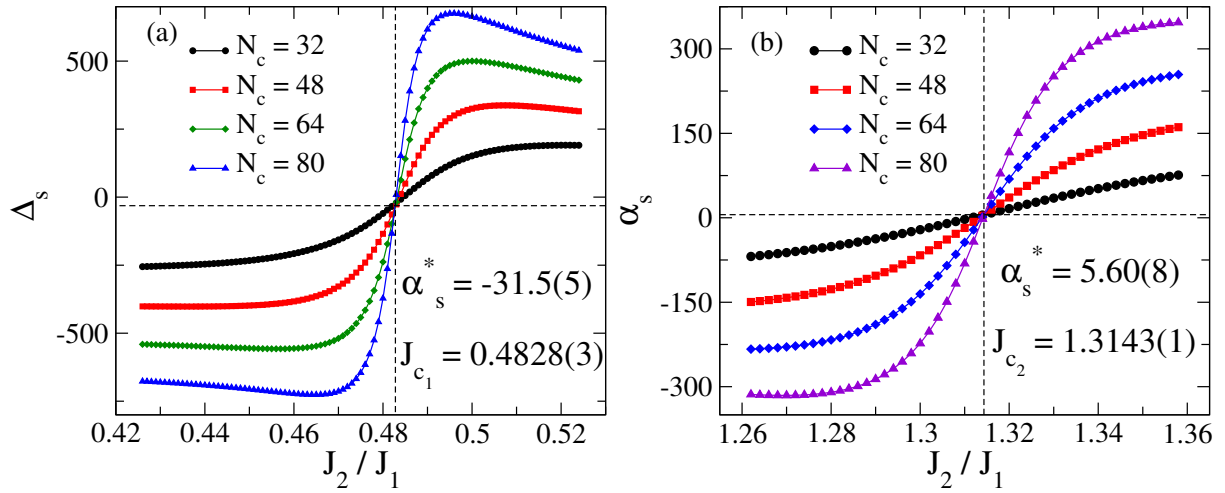 (a)
N_c = 32
N_c = 48
N_c = 64
N_c = 80
α*_s = -31.5(5)
J_c1 = 0.4828(3)
Δ_s
500
0
-500
0.42 0.44 0.46 0.48 0.5 0.52
J_2 / J_1
(b)
N_c = 32
N_c = 48
N_c = 64
N_c = 80
α_s^* = 5.60(8)
J_c2 = 1.3143(1)
α_s
300
150
0
-150
-300
1.26 1.28 1.3 1.32 1.34 1.36
J_2 / J_1